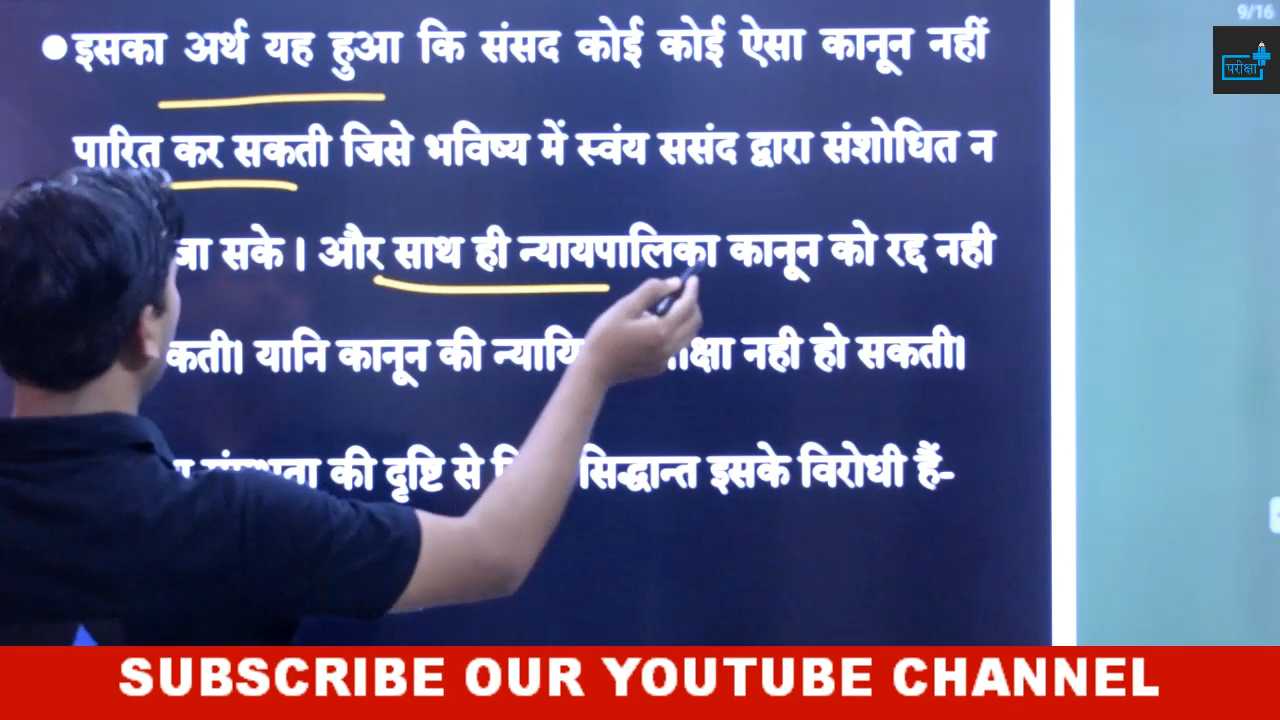 9/16
परीक्षा
इसका अर्थ यह हुआ कि संसद कोई कोई ऐसा कानून नहीं
पारित कर सकती जिसे भविष्य में स्वंय ससंद द्वारा संशोधित न
जा सके। और साथ ही न्यायपालिका कानून को रद्द नही
यानि कानून की नही हो सकती।
की दृष्टि से सिद्धान्त इसके विरोधी हैं-
SUBSCRIBE OUR YOUTUBE CHANNEL